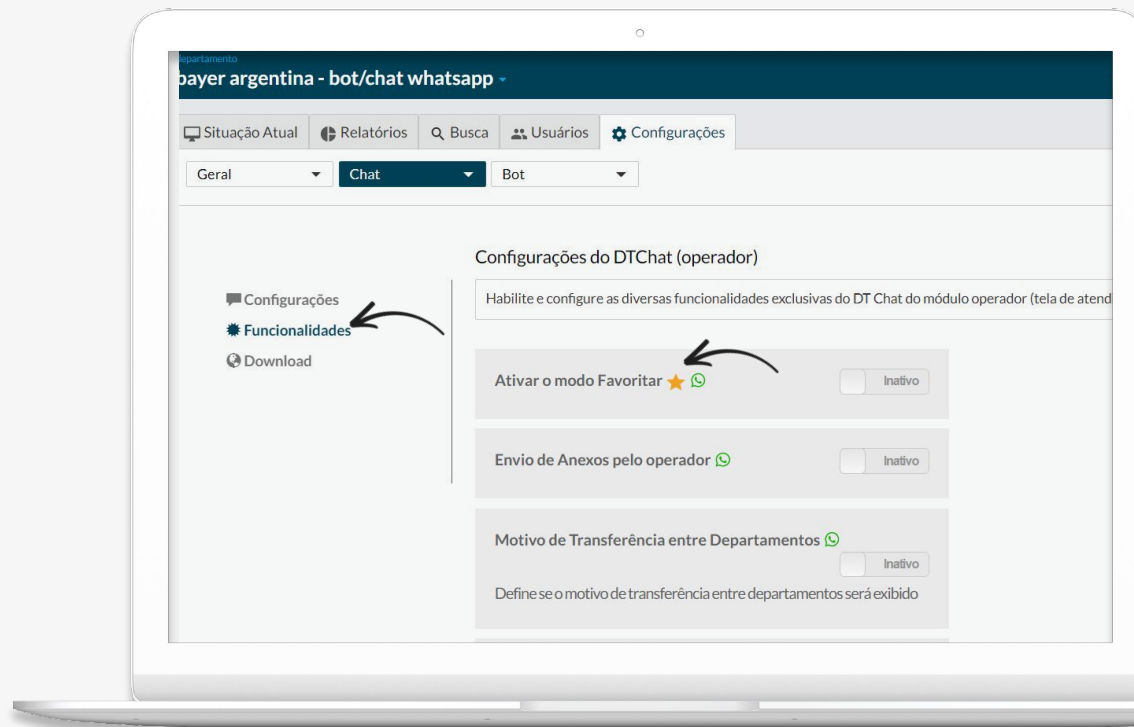 departamento
bayer argentina - bot/chat whatsapp
Situação Atual
Relatórios
Busca
Usuários
Configurações
Geral
Chat
Bot
Configurações do DTChat (operador)
Configurações
Funcionalidades
Download
Habilite e configure as diversas funcionalidades exclusivas do DT Chat do módulo operador (tela de atend
Ativar o modo Favoritar
Inativo
Envio de Anexos pelo operador
Inativo
Motivo de Transferência entre Departamentos
Inativo
Define se o motivo de transferência entre departamentos será exibido